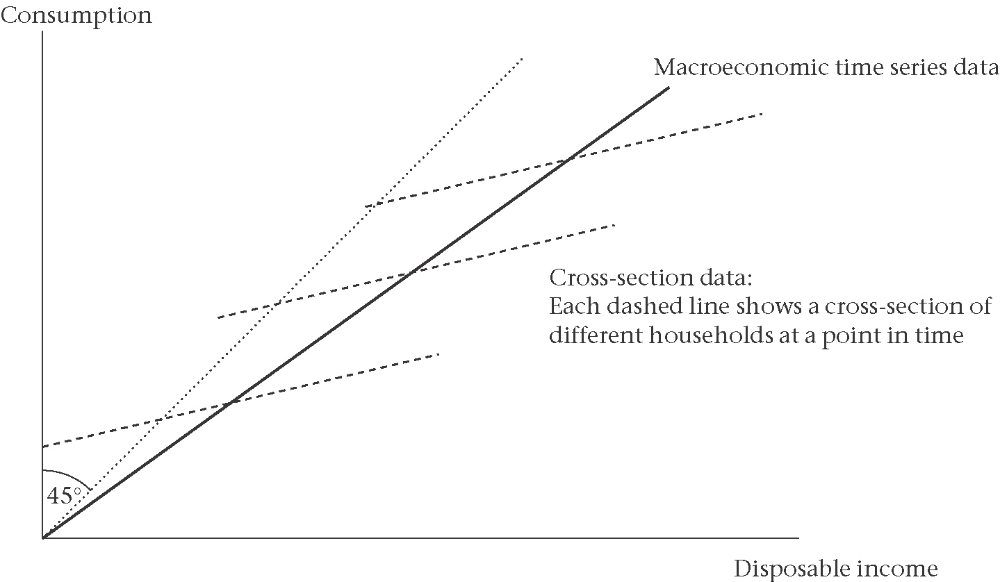 Consumption
Macroeconomic time series data
Cross-section data:
Each dashed line shows a cross-section of
different households at a point in time
45°
Disposable income